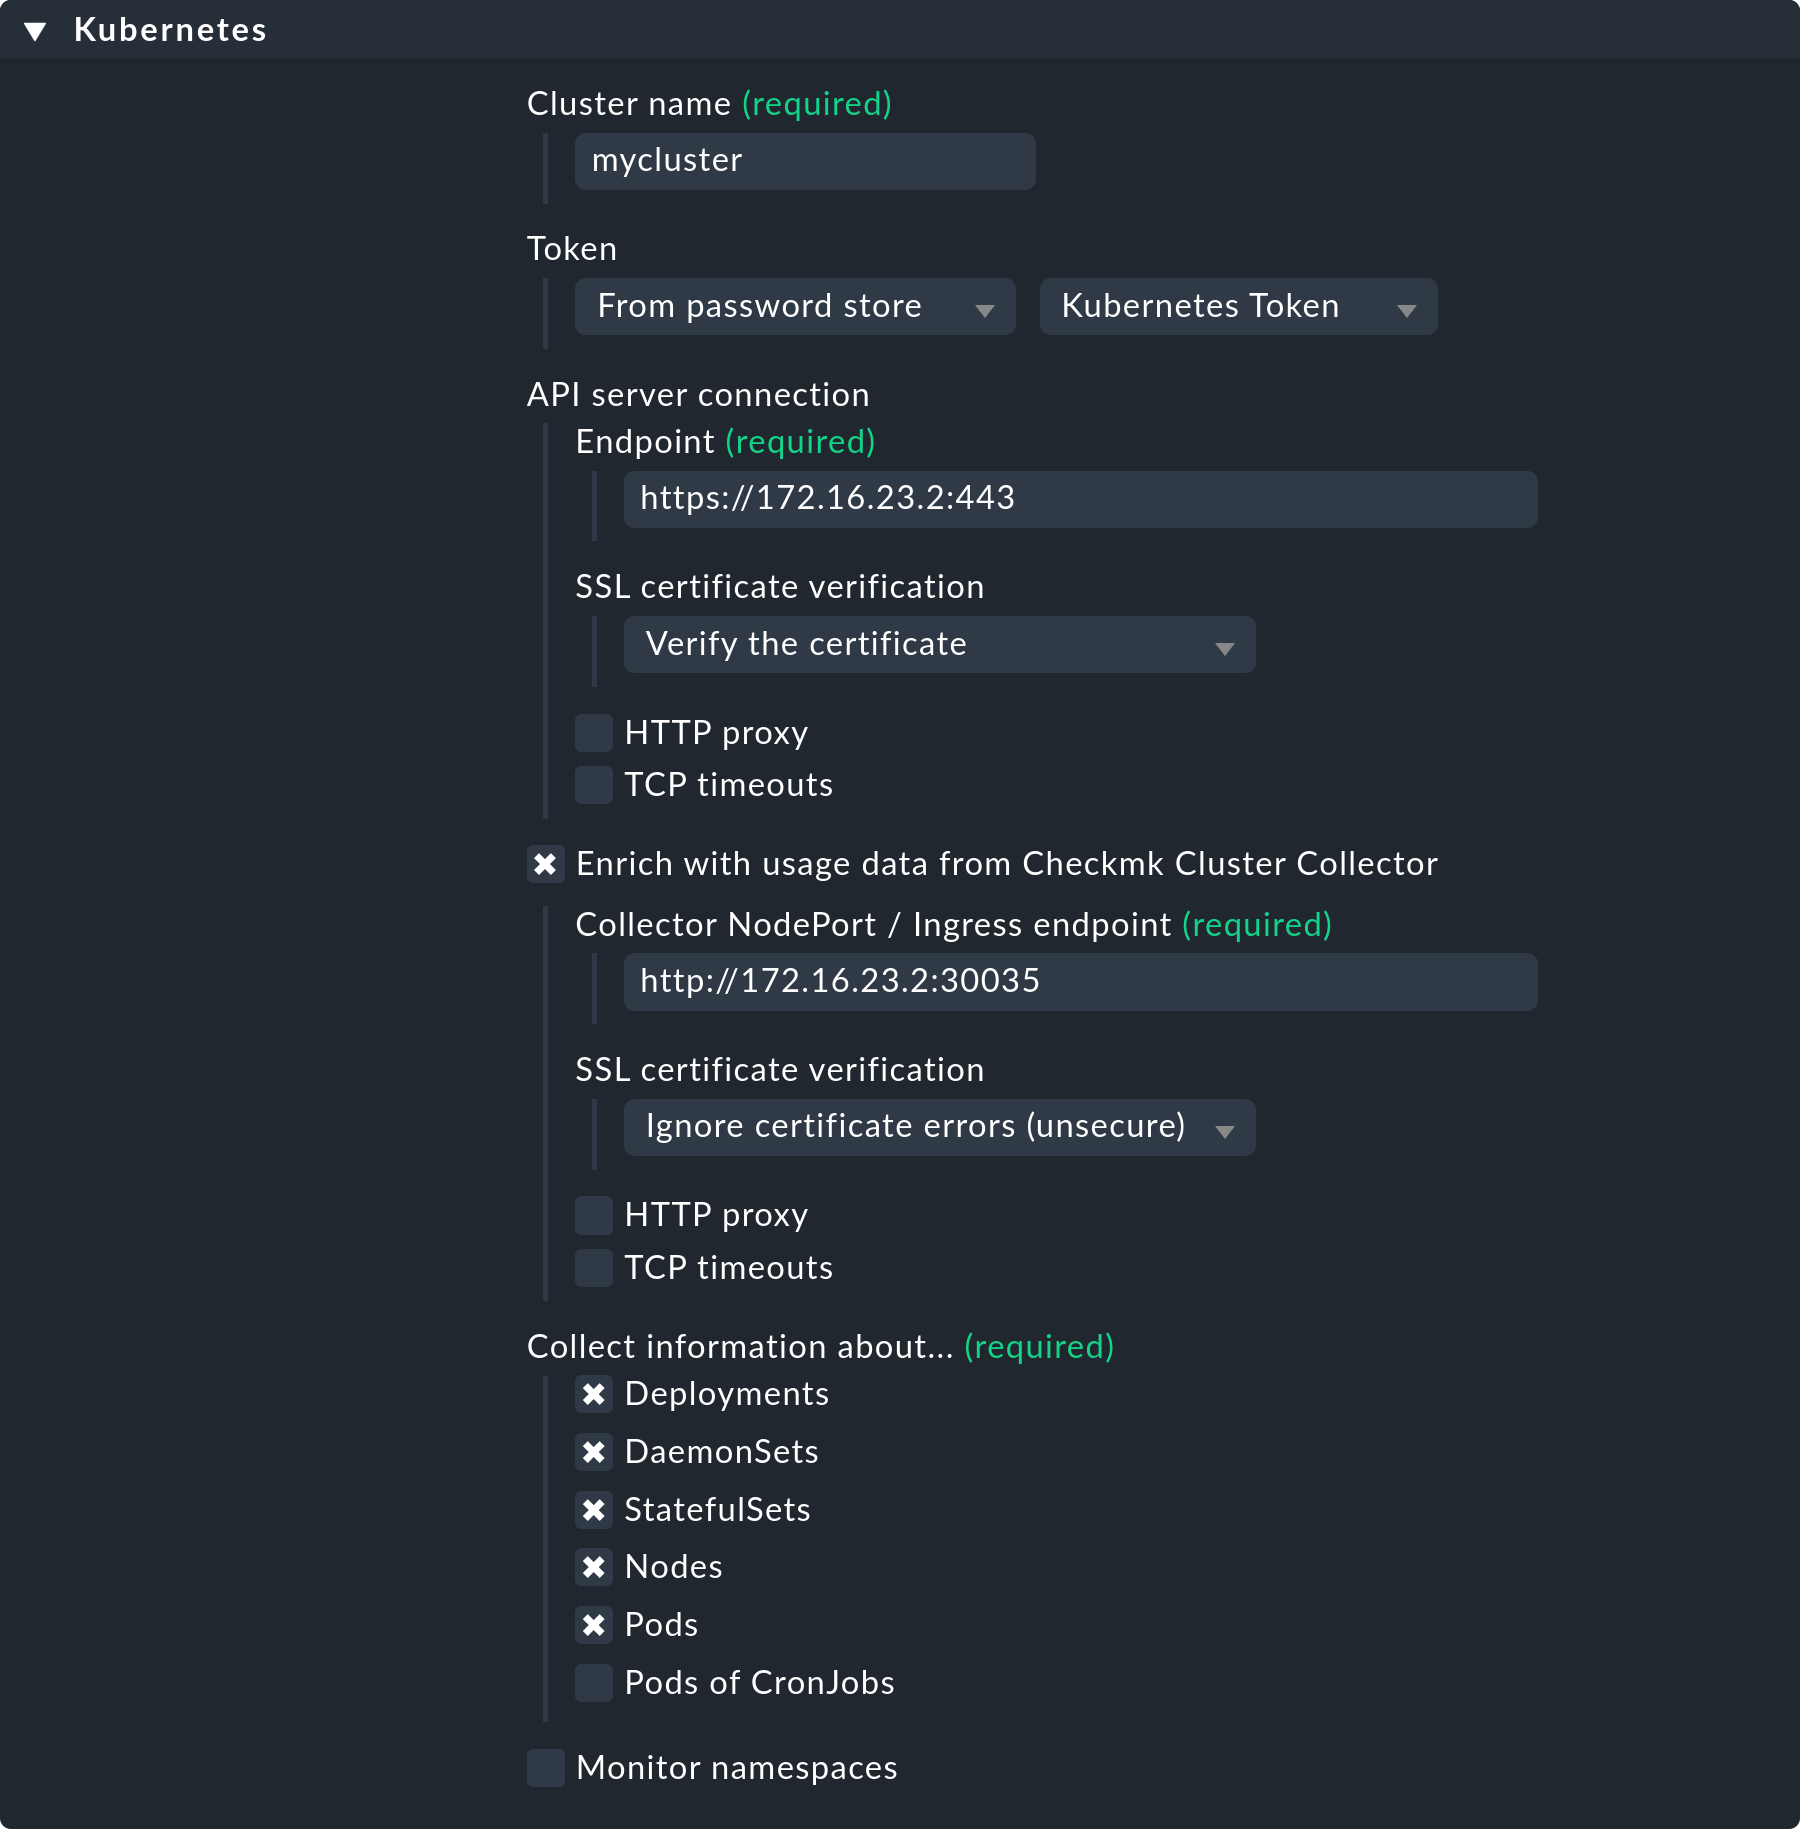 Kubernetes
Cluster name (required)
mycluster
Token
From password store Kubernetes Token
API server connection
Endpoint (required)
https://172.16.23.2:443
SSL certificate verification
Verify the certificate
HTTP proxy
TCP timeouts
Enrich with usage data from Checkmk Cluster Collector
Collector NodePort / Ingress endpoint (required)
http://172.16.23.2:30035
SSL certificate verification
Ignore certificate errors (unsecure)
HTTP proxy
TCP timeouts
Collect information about... (required)
Deployments
DaemonSets
StatefulSets
Nodes
Pods
Pods of CronJobs
Monitor namespaces